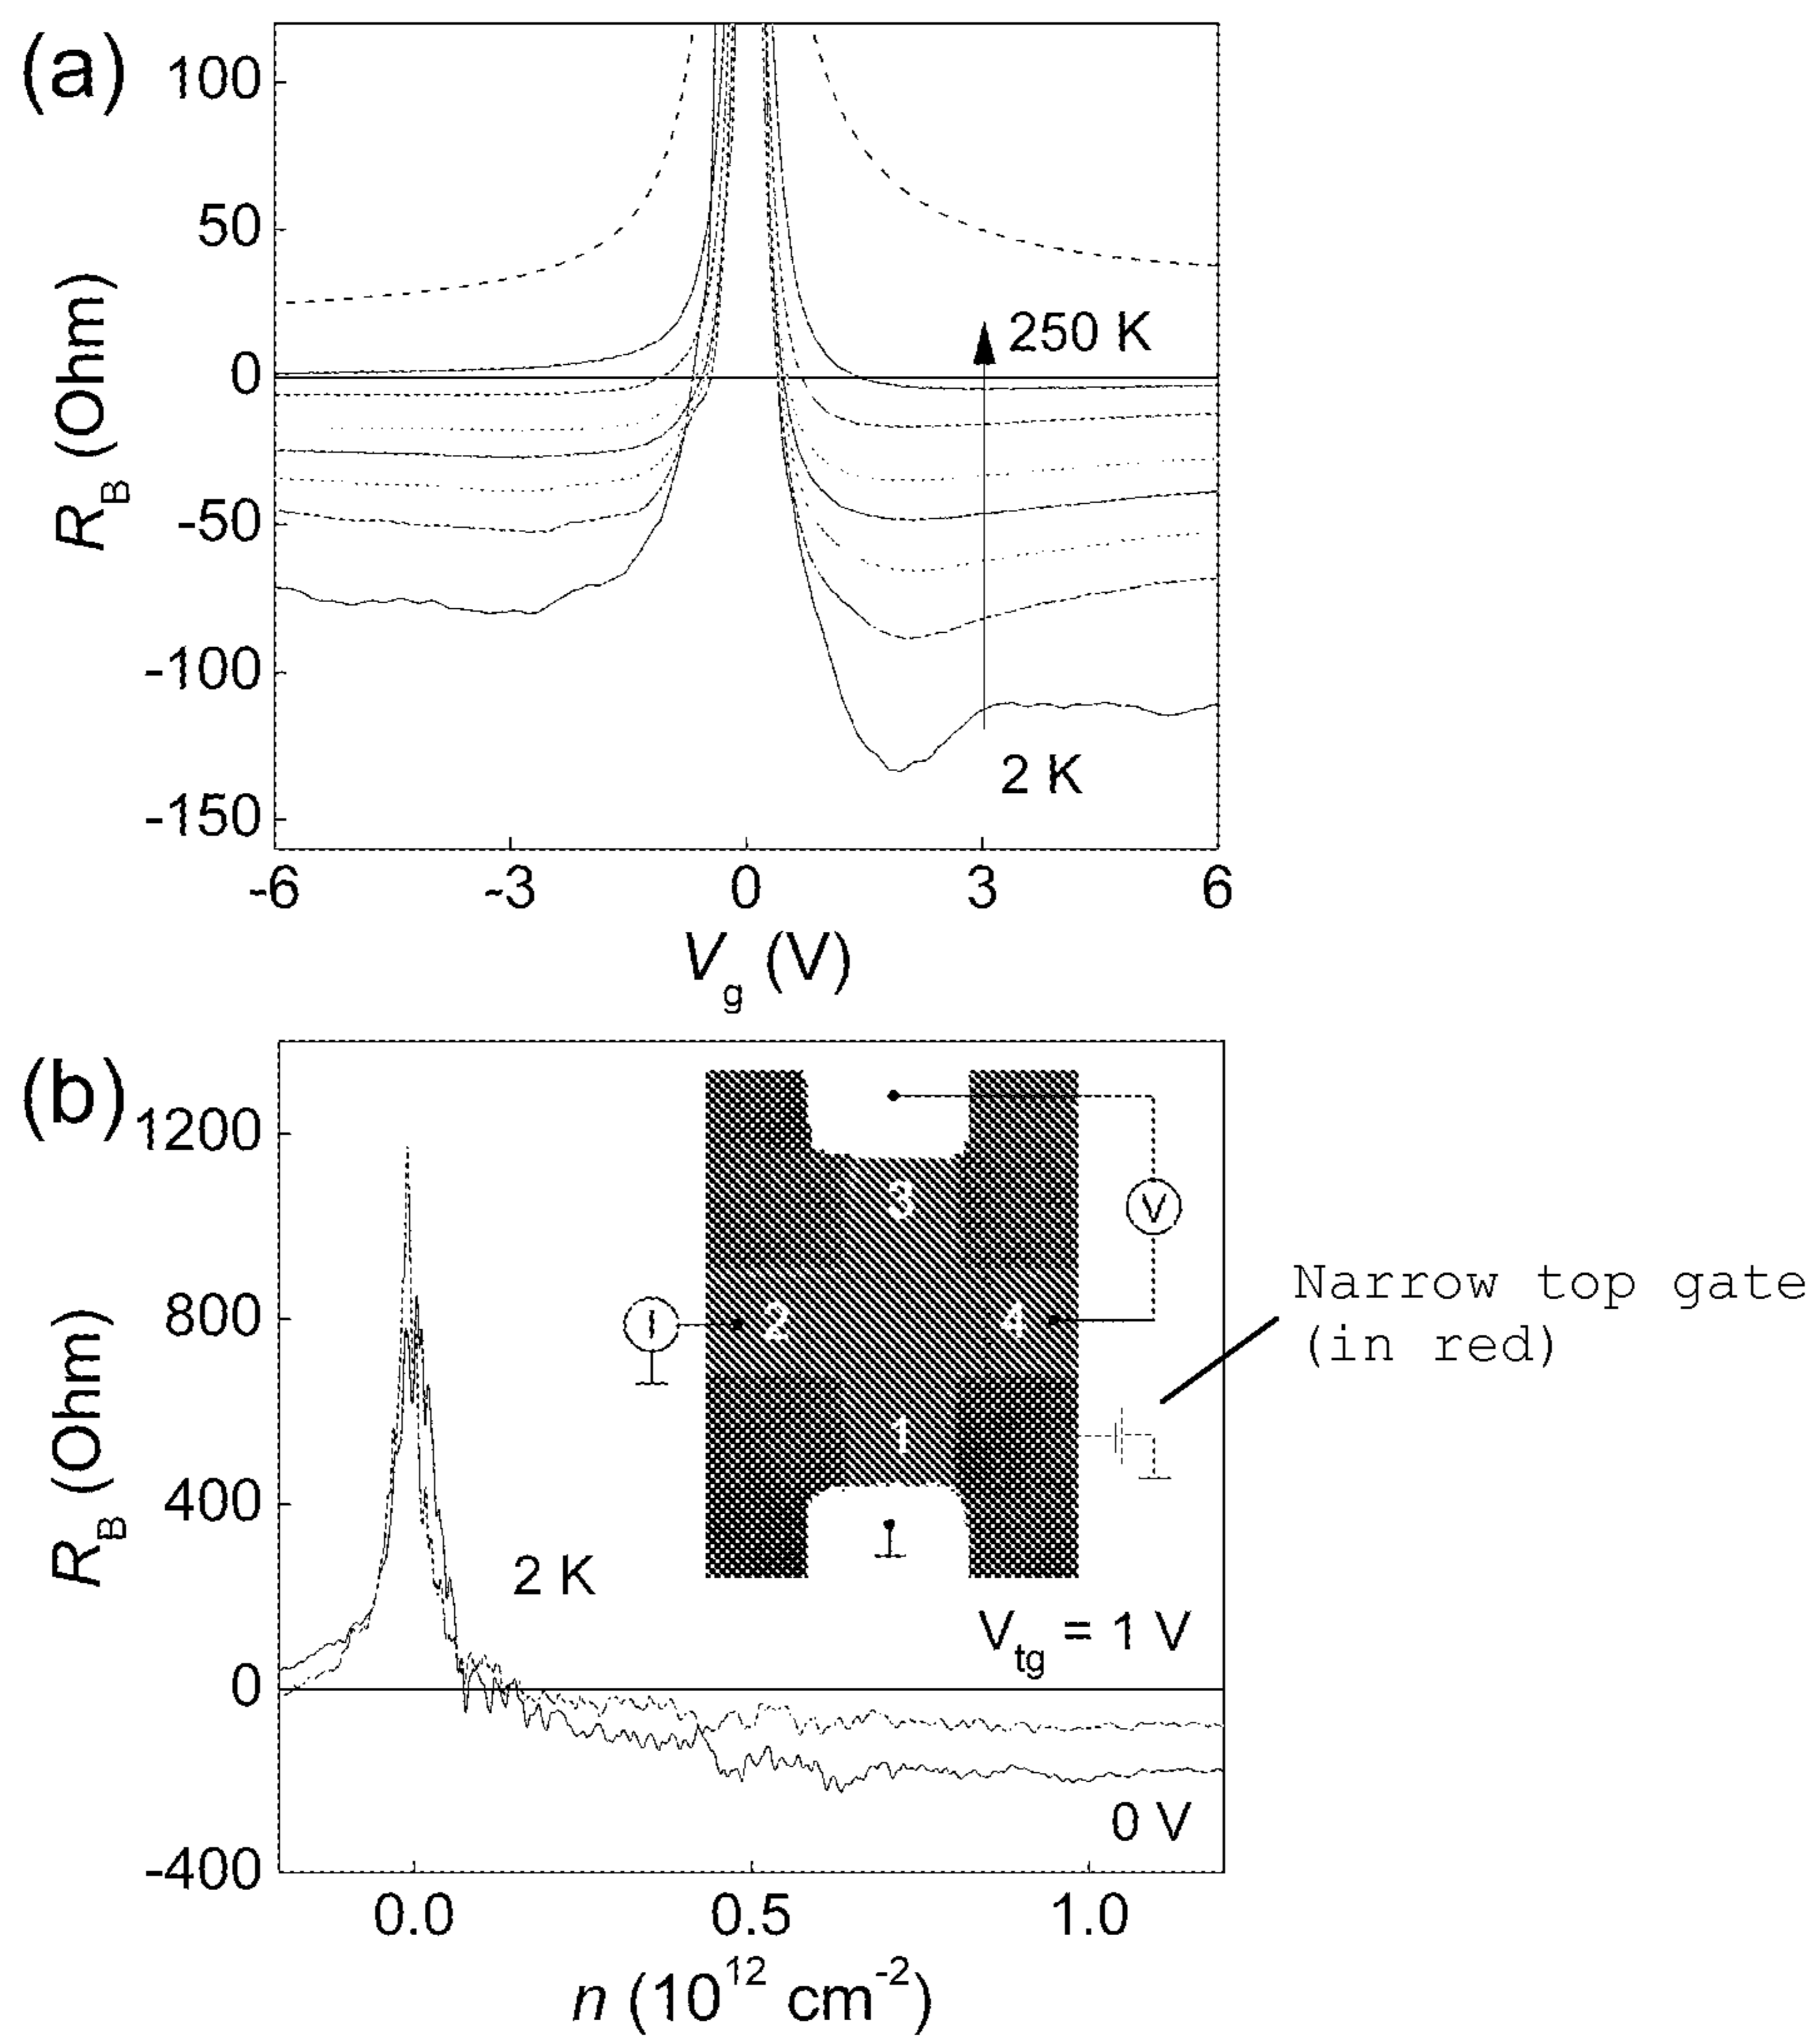 (a)
100
50
0
-50
-100
-150
R_B (Ohm)
250 K
2 K
-6 -3 0 3 6
V_g (V)
(b)
1200
800
400
0
-400
R_B (Ohm)
3
V
I 2 4
1
Narrow top gate
(in red)
2 K
V_tg = 1 V
0 V
0.0 0.5 1.0
n (10^12 cm^-2)